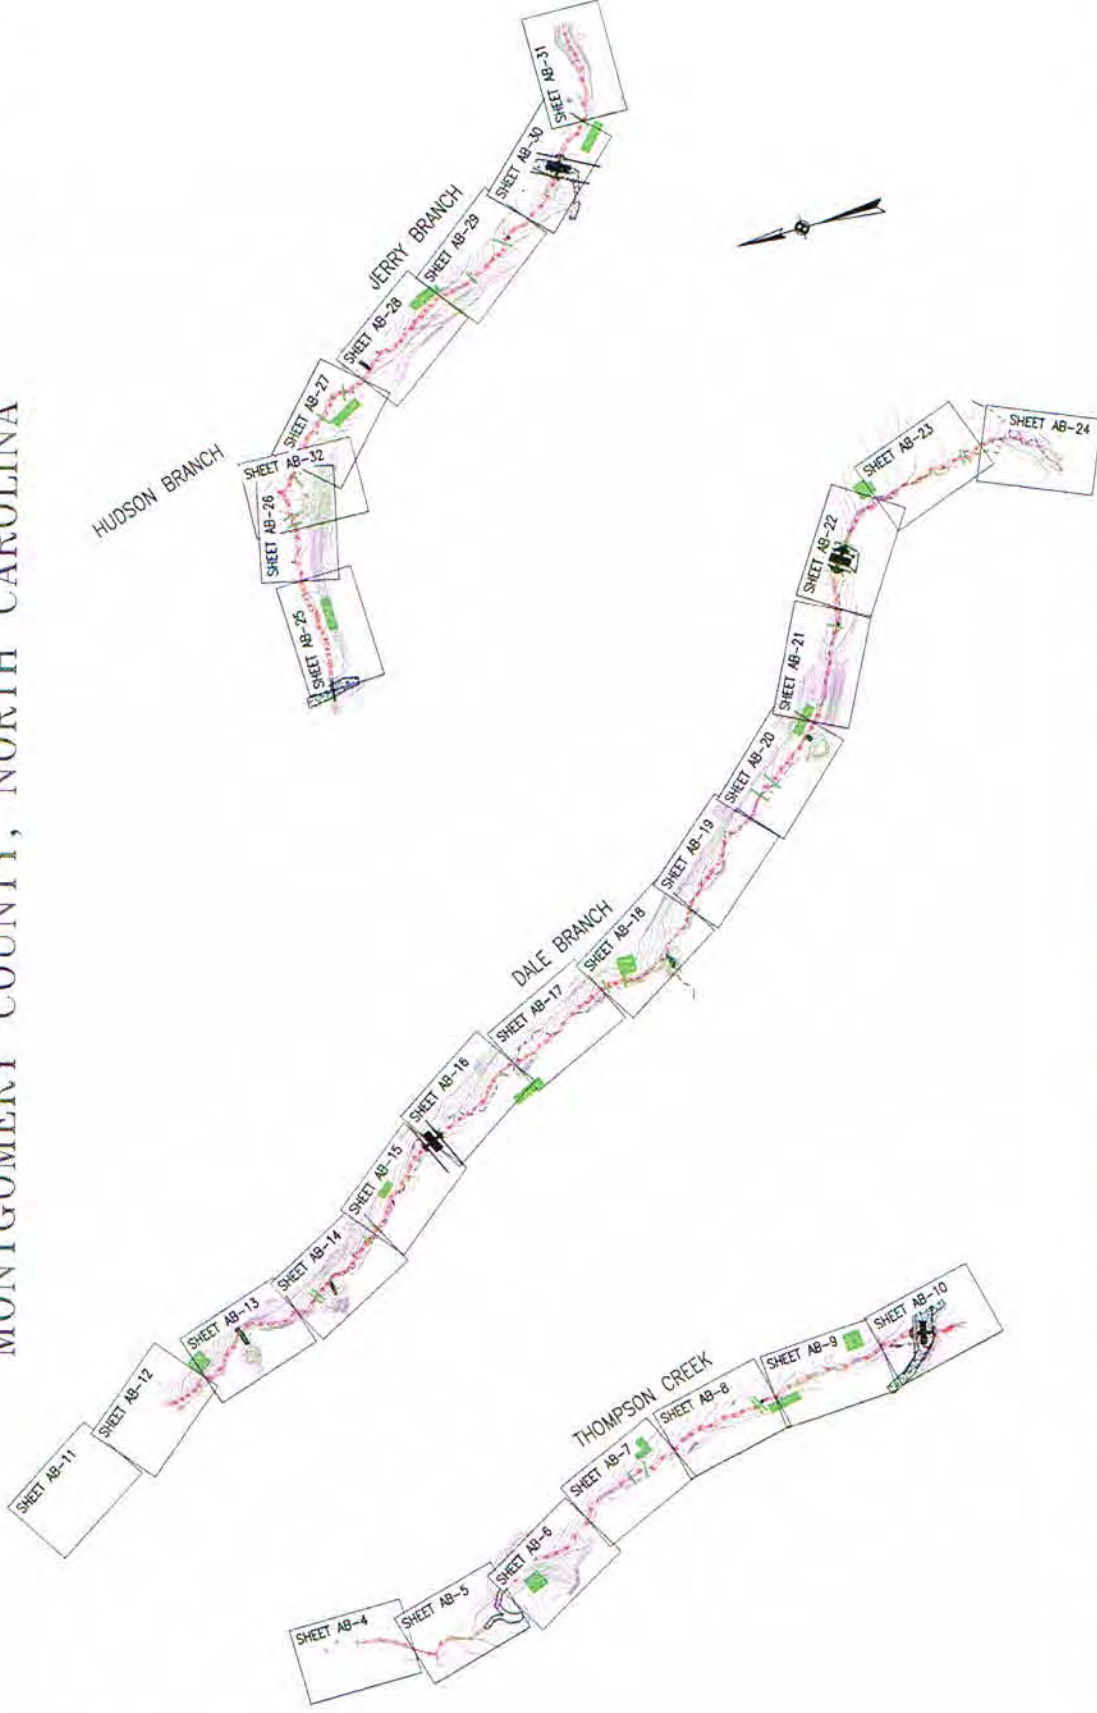 MONTGOMERY COUNTY, NORTH CAROLINA
HUDSON BRANCH
JERRY BRANCH
SHEET AB-25
SHEET AB-26
SHEET AB-32
SHEET AB-27
SHEET AB-28
SHEET AB-29
SHEET AB-30
SHEET AB-31
DALE BRANCH
SHEET AB-11
SHEET AB-12
SHEET AB-13
SHEET AB-14
SHEET AB-15
SHEET AB-16
SHEET AB-17
SHEET AB-18
SHEET AB-19
SHEET AB-20
SHEET AB-21
SHEET AB-22
SHEET AB-23
SHEET AB-24
THOMPSON CREEK
SHEET AB-4
SHEET AB-5
SHEET AB-6
SHEET AB-7
SHEET AB-8
SHEET AB-9
SHEET AB-10